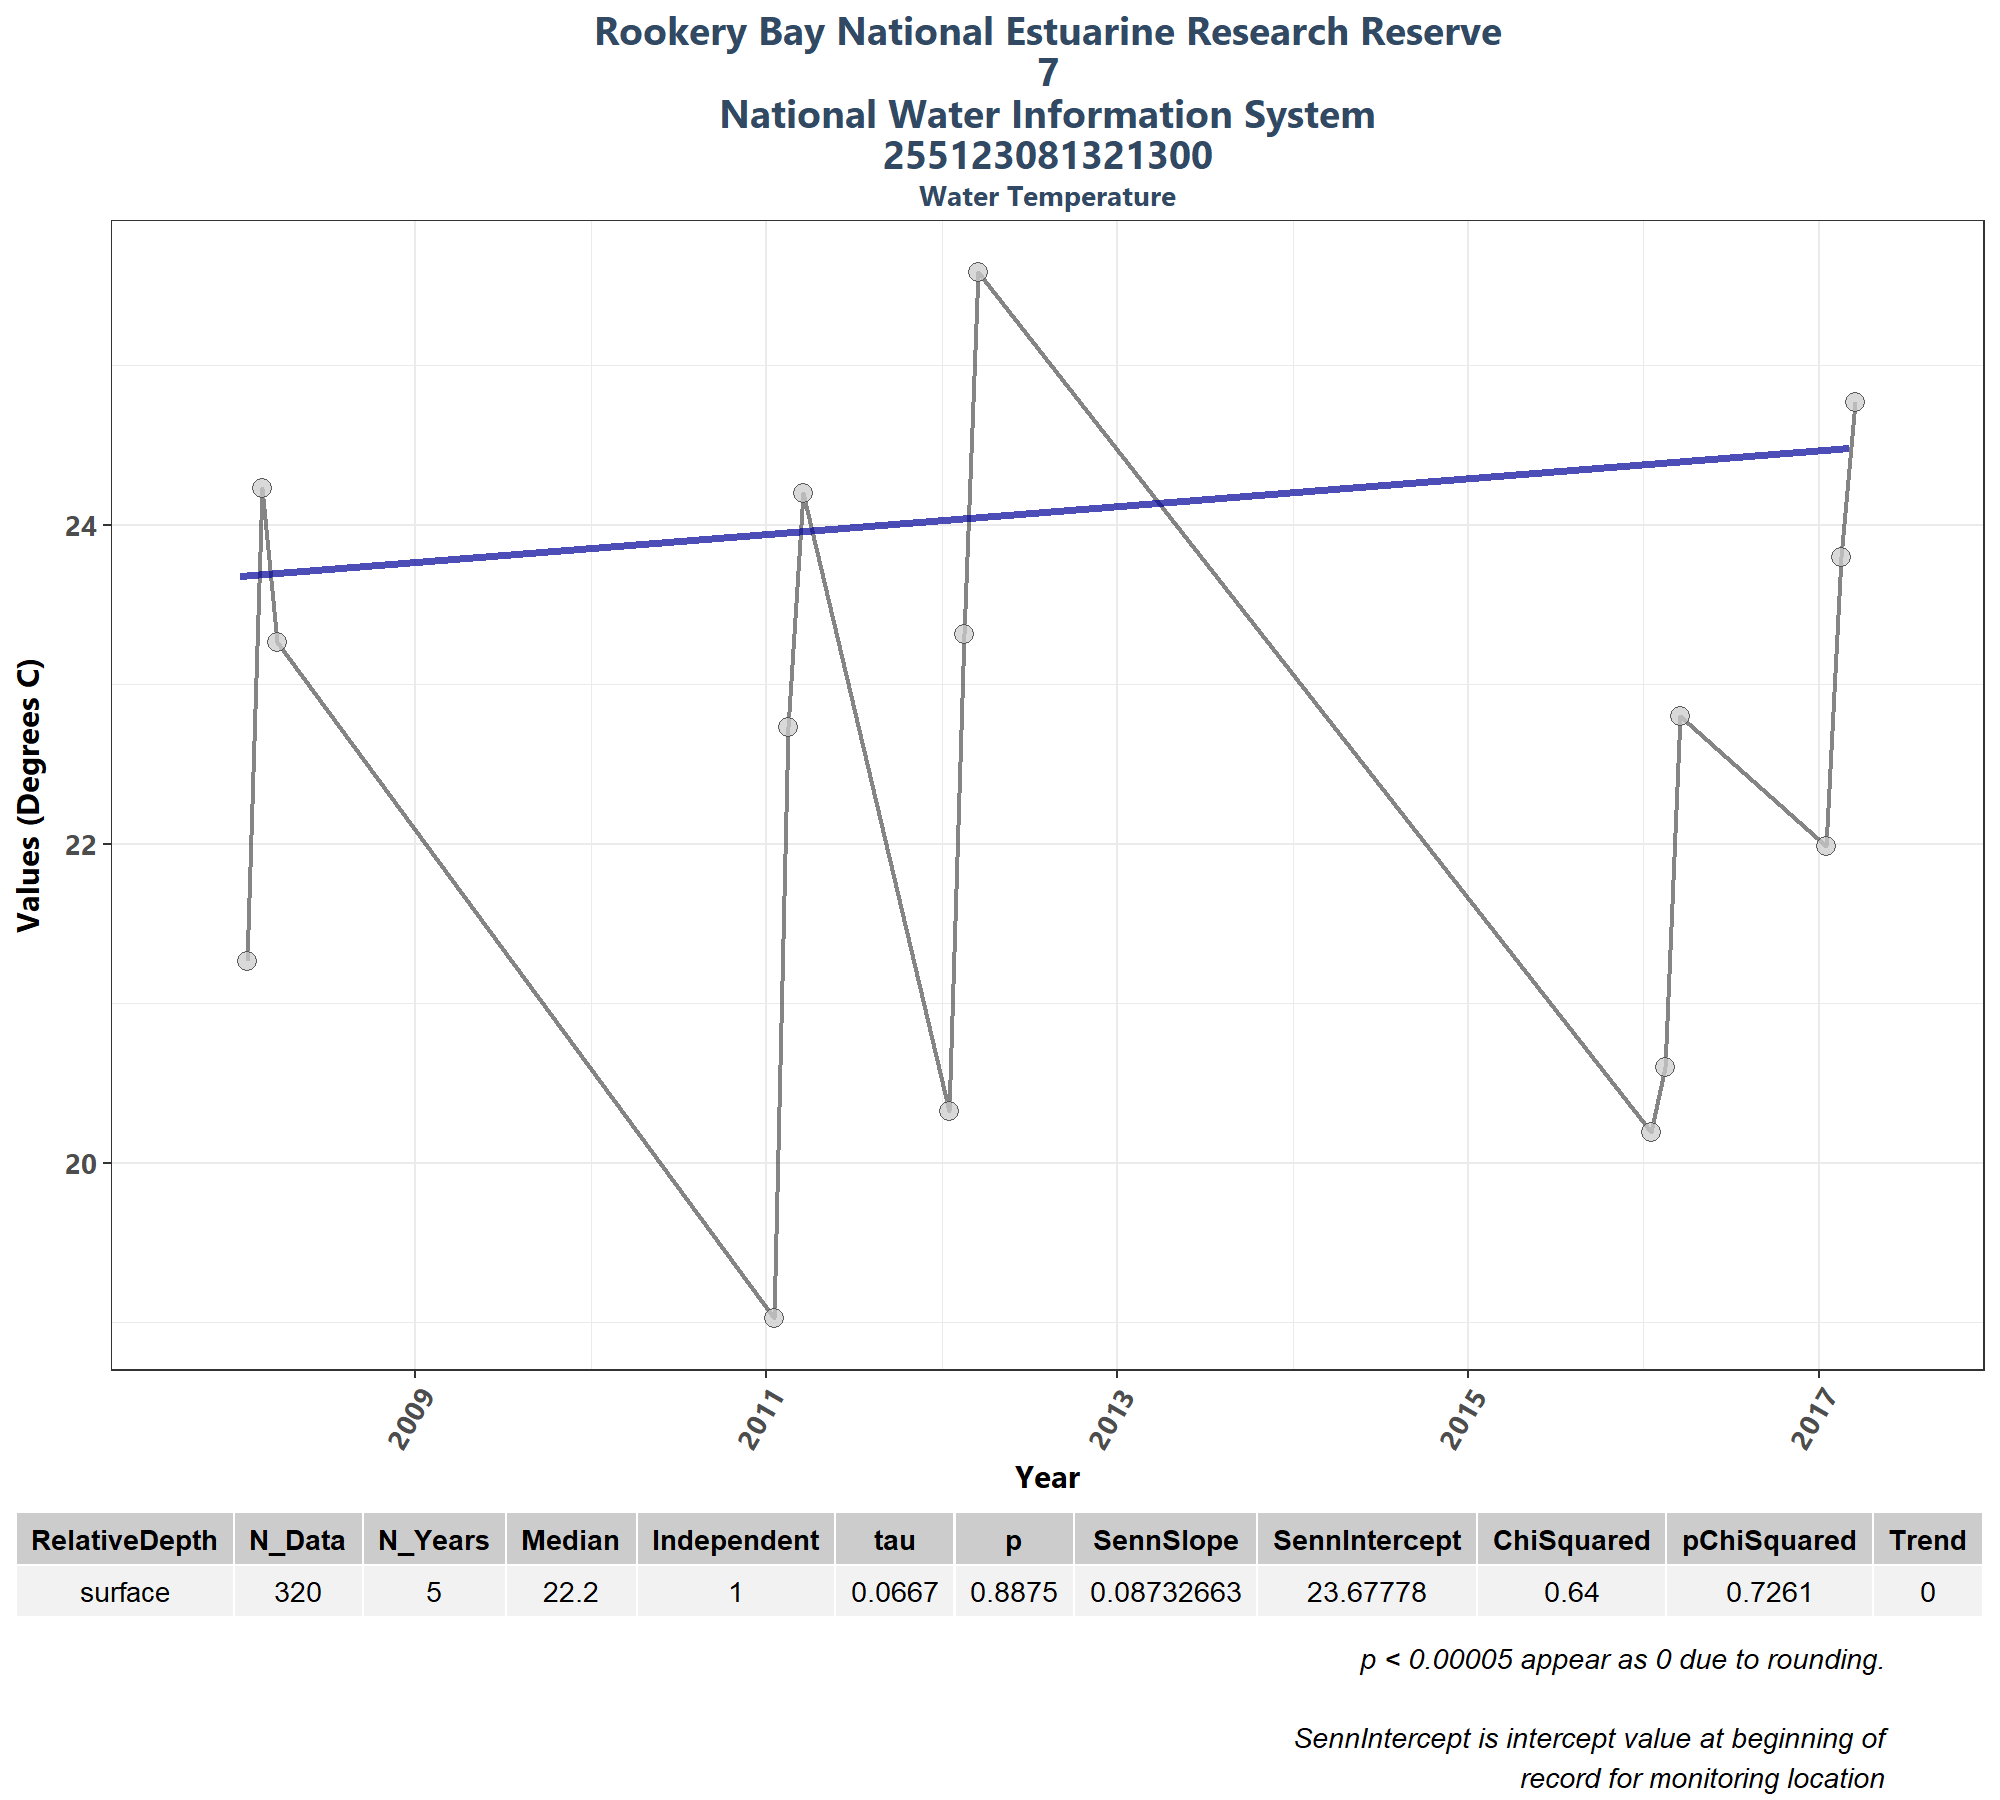 Rookery Bay National Estuarine Research Reserve
7
National Water Information System
255123081321300
Water Temperature
Values (Degrees C)
24
22
20
2009
2011
2013
2015
2017
Year
RelativeDepth N_Data N_Years Median Independent tau p SennSlope SennIntercept ChiSquared pChiSquared Trend
surface 320 5 22.2 1 0.0667 0.8875 0.08732663 23.67778 0.64 0.7261 0
p < 0.00005 appear as 0 due to rounding.
SennIntercept is intercept value at beginning of
record for monitoring location